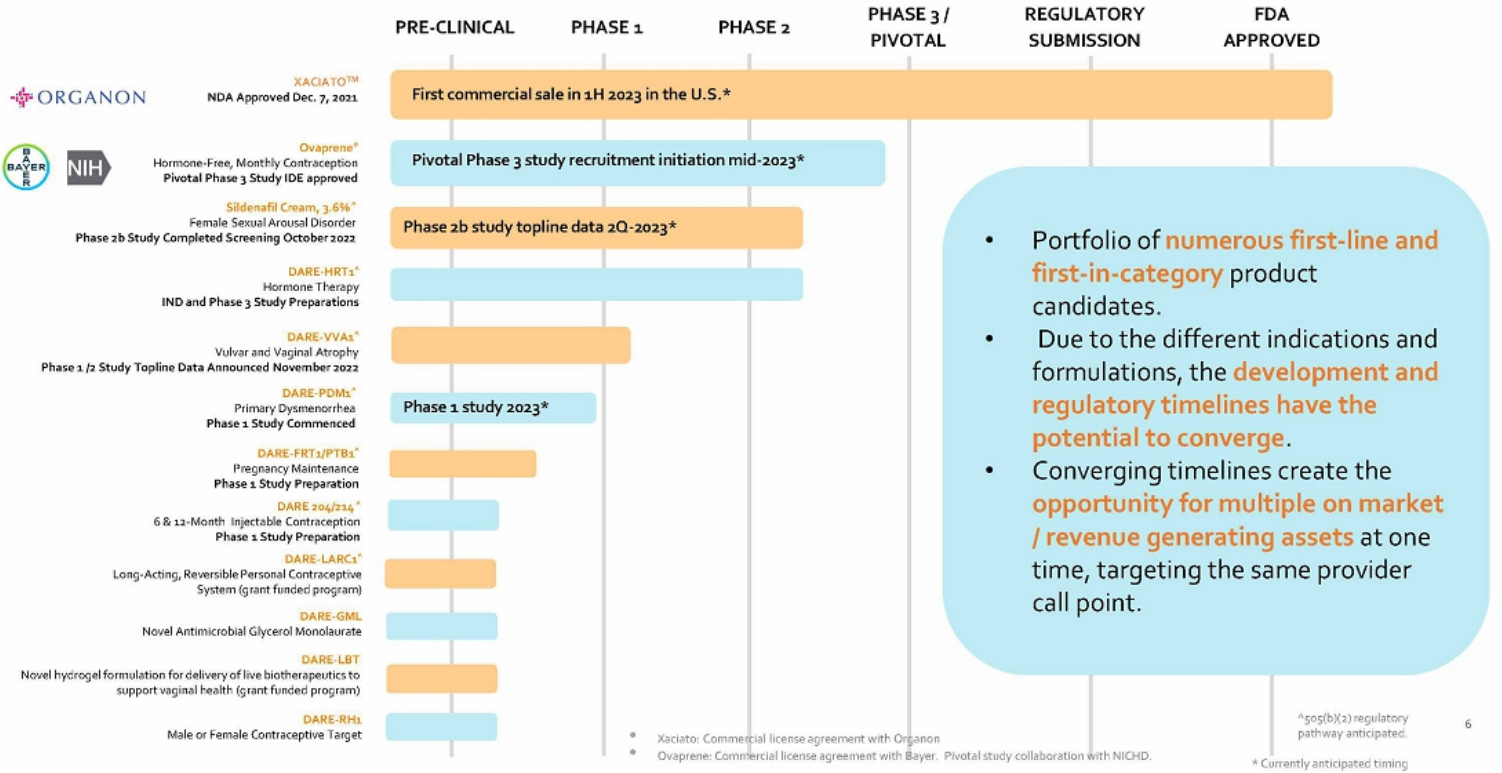 PRE-CLINICAL
PHASE 1
PHASE 2
PHASE 3 /
PIVOTAL
REGULATORY
SUBMISSION
FDA
APPROVED
ORGANON
XACIATO™
NDA Approved Dec. 7, 2021
First commercial sale in 1H 2023 in the U.S.*
BAYER
BAYER
NIH
Ovaprene^
Hormone-Free, Monthly Contraception
Pivotal Phase 3 Study IDE approved
Pivotal Phase 3 study recruitment initiation mid-2023*
Sildenafil Cream, 3.6%^
Female Sexual Arousal Disorder
Phase 2b Study Completed Screening October 2022
Phase 2b study topline data 2Q-2023*
DARE-HRT1^
Hormone Therapy
IND and Phase 3 Study Preparations
DARE-VVA1^
Vulvar and Vaginal Atrophy
Phase 1 /2 Study Topline Data Announced November 2022
DARE-PDM1^
Primary Dysmenorrhea
Phase 1 Study Commenced
Phase 1 study 2023*
DARE-FRT1/PTB1^
Pregnancy Maintenance
Phase 1 Study Preparation
DARE 204/214^
6 & 12-Month Injectable Contraception
Phase 1 Study Preparation
DARE-LARC1^
Long-Acting, Reversible Personal Contraceptive
System (grant funded program)
DARE-GML
Novel Antimicrobial Glycerol Monolaurate
DARE-LBT
Novel hydrogel formulation for delivery of live biotherapeutics to
support vaginal health (grant funded program)
DARE-RH1
Male or Female Contraceptive Target
• Portfolio of numerous first-line and
first-in-category product
candidates.
• Due to the different indications and
formulations, the development and
regulatory timelines have the
potential to converge.
• Converging timelines create the
opportunity for multiple on market
/ revenue generating assets at one
time, targeting the same provider
call point.
* Xaciato: Commercial license agreement with Organon
* Ovaprene: Commercial license agreement with Bayer. Pivotal study collaboration with NICHD.
^505(b)(2) regulatory
pathway anticipated.
* Currently anticipated timing
6